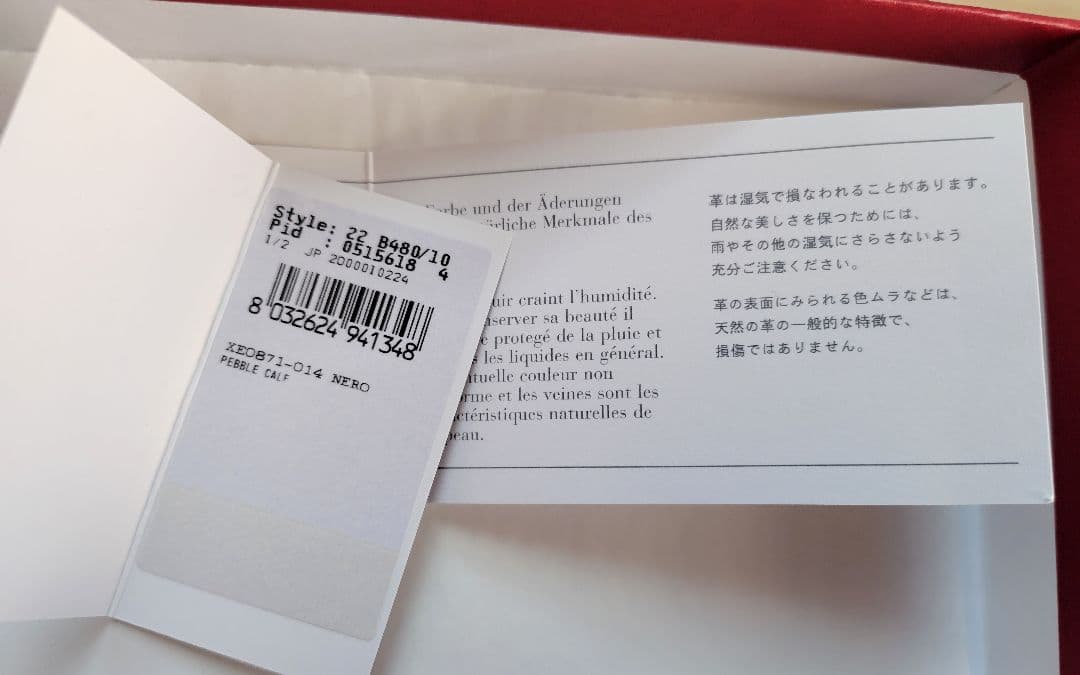 Style: 22 B480/10
Pid : 0515618 4
1/2 JP 2000010224
8 032624 941348
XE0871-014 NERO
PEBBLE CALF
und der Äderungen
Merkmale des
craint l'humidité.
sa beauté il
protegé de la pluie et
les liquides en général.
couleur non
et les veines sont les
naturelles de
革は湿気で損なわれることがあります。
自然な美しさを保つためには、
雨やその他の湿気にさらさないよう
充分ご注意ください。
革の表面にみられる色ムラなどは、
天然の革の一般的な特徴で、
損傷ではありません。